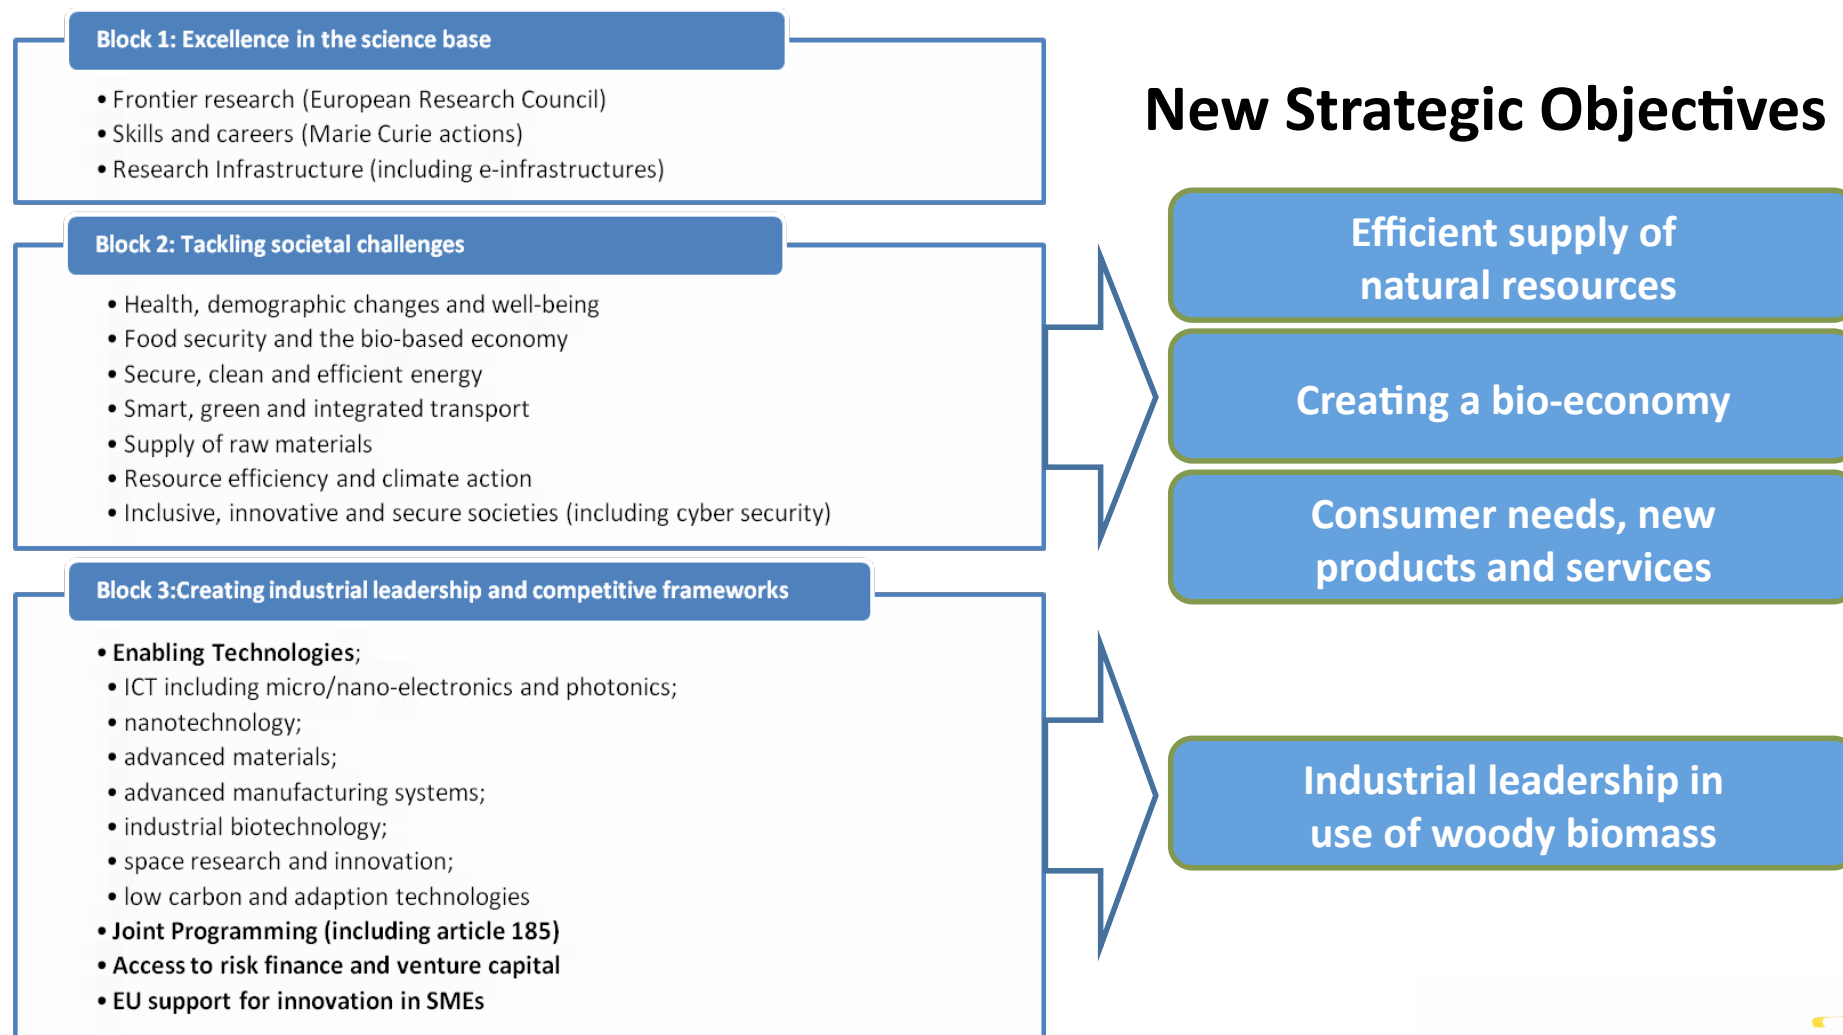 Block 1: Excellence in the science base
• Frontier research (European Research Council)
• Skills and careers (Marie Curie actions)
• Research Infrastructure (including e-infrastructures)
Block 2: Tackling societal challenges
• Health, demographic changes and well-being
• Food security and the bio-based economy
• Secure, clean and efficient energy
• Smart, green and integrated transport
• Supply of raw materials
• Resource efficiency and climate action
• Inclusive, innovative and secure societies (including cyber security)
Block 3:Creating industrial leadership and competitive frameworks
• Enabling Technologies;
• ICT including micro/nano-electronics and photonics;
• nanotechnology;
• advanced materials;
• advanced manufacturing systems;
• industrial biotechnology;
• space research and innovation;
• low carbon and adaption technologies
• Joint Programming (including article 185)
• Access to risk finance and venture capital
• EU support for innovation in SMEs
New Strategic Objectives
Efficient supply of
natural resources
Creating a bio-economy
Consumer needs, new
products and services
Industrial leadership in
use of woody biomass